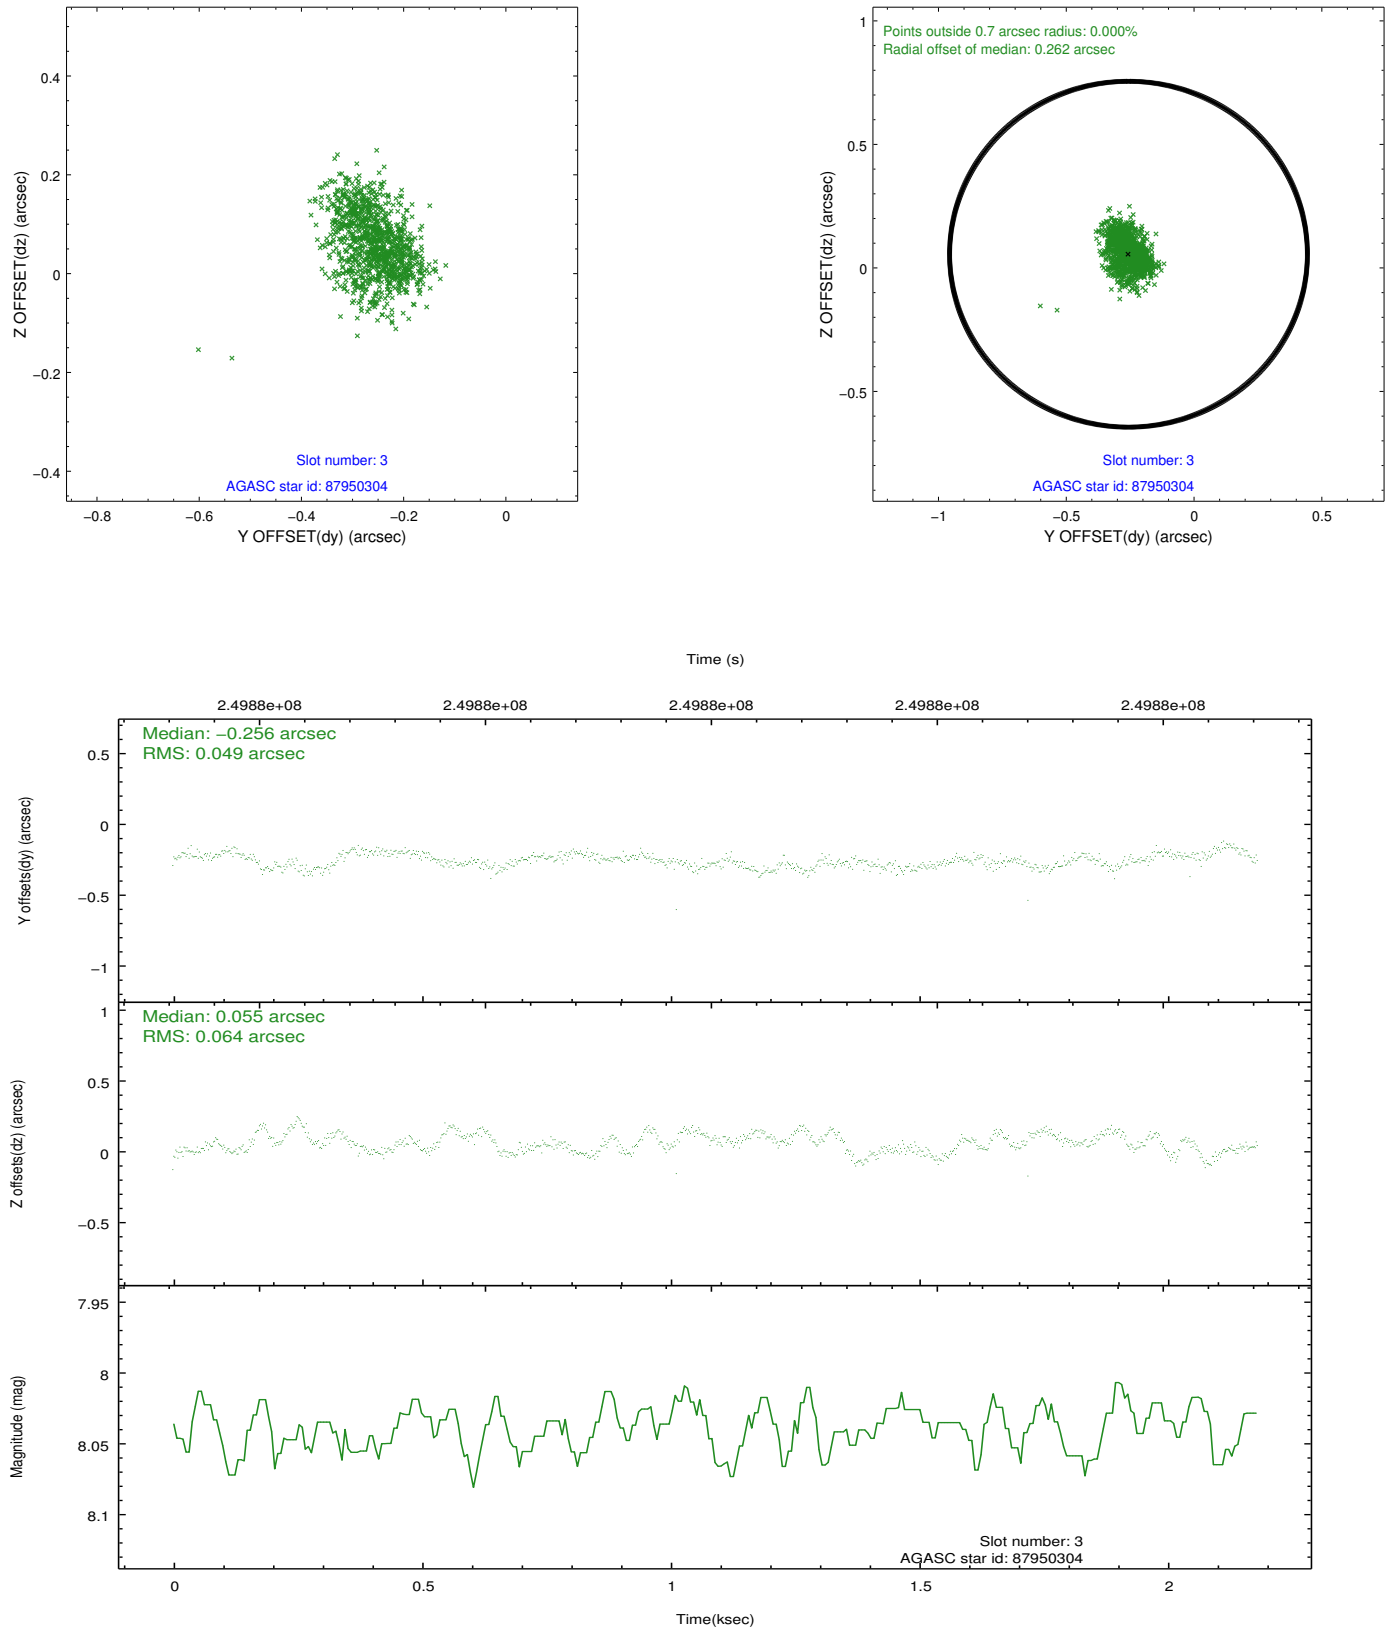 0.4
0.2
0
−0.2
−0.4
Z OFFSET(dz) (arcsec)
Slot number: 3
AGASC star id: 87950304
−0.8
−0.6
−0.4
−0.2
0
Y OFFSET(dy) (arcsec)
Points outside 0.7 arcsec radius: 0.000%
Radial offset of median: 0.262 arcsec
1
0.5
0
−0.5
Z OFFSET(dz) (arcsec)
Slot number: 3
AGASC star id: 87950304
−1
−0.5
0
0.5
Y OFFSET(dy) (arcsec)
Time (s)
2.4988e+08
2.4988e+08
2.4988e+08
2.4988e+08
2.4988e+08
Median: −0.256 arcsec
RMS: 0.049 arcsec
0.5
0
−0.5
−1
Y offsets(dy) (arcsec)
Median: 0.055 arcsec
RMS: 0.064 arcsec
1
0.5
0
−0.5
Z offsets(dz) (arcsec)
7.95
8
8.05
8.1
Magnitude (mag)
Slot number: 3
AGASC star id: 87950304
0
0.5
1
1.5
2
Time(ksec)